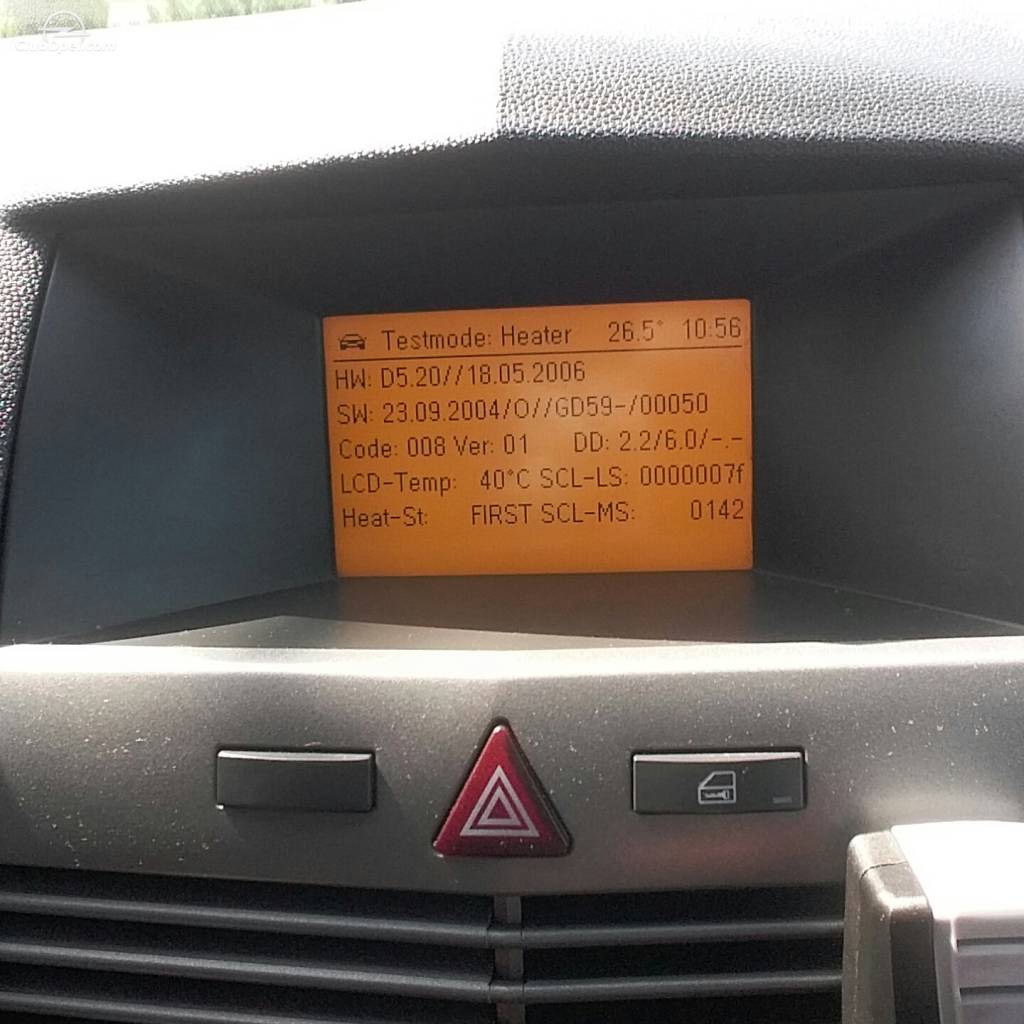 ClubOpel.com
Testmode: Heater 26.5° 10:56
HW: D5.20//18.05.2006
SW: 23.09.2004/O//GD59-/00050
Code: 008 Ver: 01 DD: 2.2/6.0/-.-
LCD-Temp: 40°C SCL-LS: 0000007f
Heat-St: FIRST SCL-MS: 0142